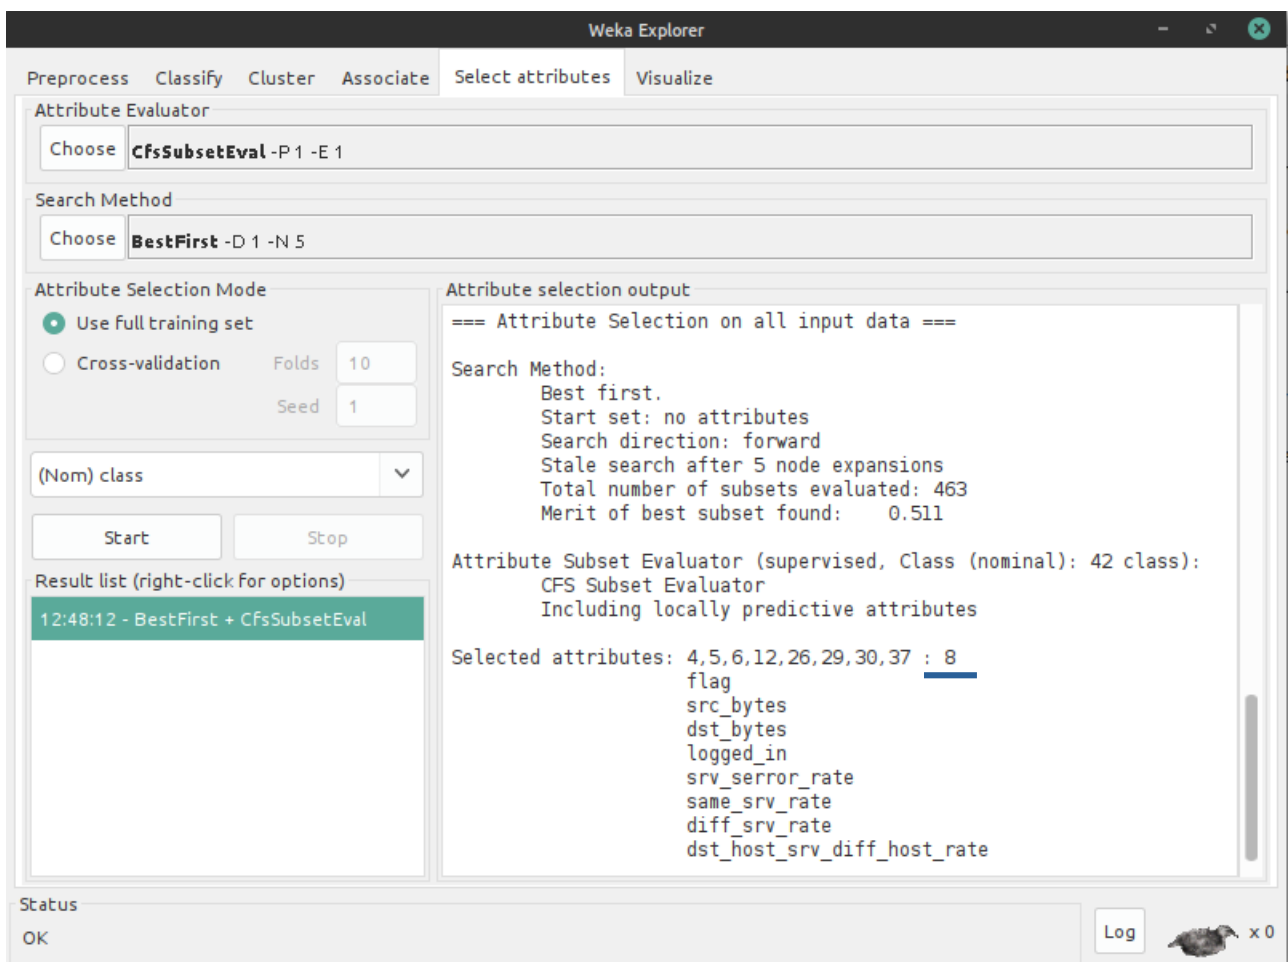 Weka Explorer
Preprocess Classify Cluster Associate Select attributes Visualize
Attribute Evaluator
Choose CfsSubsetEval -P 1 -E 1
Search Method
Choose BestFirst -D 1 -N 5
Attribute Selection Mode
Use full training set
Cross-validation Folds 10
Seed 1
(Nom) class
Start Stop
Result list (right-click for options)
12:48:12 - BestFirst + CfsSubsetEval
Attribute selection output
=== Attribute Selection on all input data ===
Search Method:
Best first.
Start set: no attributes
Search direction: forward
Stale search after 5 node expansions
Total number of subsets evaluated: 463
Merit of best subset found: 0.511
Attribute Subset Evaluator (supervised, Class (nominal): 42 class):
CFS Subset Evaluator
Including locally predictive attributes
Selected attributes: 4,5,6,12,26,29,30,37 : 8
flag
src_bytes
dst_bytes
logged_in
srv_serror_rate
same_srv_rate
diff_srv_rate
dst_host_srv_diff_host_rate
Status
OK
Log x 0